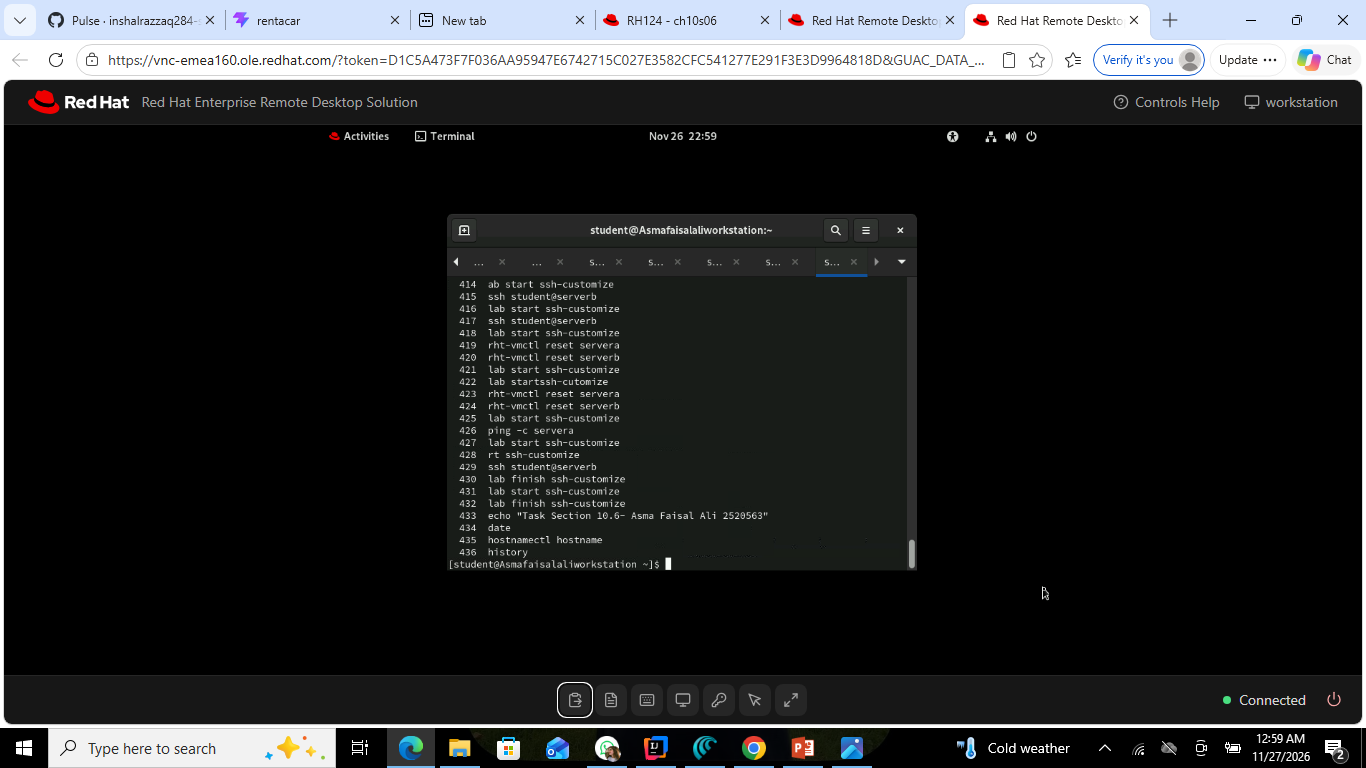 Pulse · inshalrazzaq284-
rentacar
New tab
RH124 - ch10s06
Red Hat Remote Deskto
Red Hat Remote Deskto
https://vnc-emea160.ole.redhat.com/?token=D1C5A473F7F036AA95947E6742715C027E3582CFC541277E291F3E3D9964818D&GUAC_DATA_...
Verify it's you
Update
Chat
Red Hat
Red Hat Enterprise Remote Desktop Solution
Controls Help
workstation
Activities
Terminal
Nov 26 22:59
student@Asmafaisalaliworkstation:~
...
...
s...
s...
s...
s...
s...
414 ab start ssh-customize
415 ssh student@serverb
416 lab start ssh-customize
417 ssh student@serverb
418 lab start ssh-customize
419 rht-vmctl reset servera
420 rht-vmctl reset serverb
421 lab start ssh-customize
422 lab startssh-cutomize
423 rht-vmctl reset servera
424 rht-vmctl reset serverb
425 lab start ssh-customize
426 ping -c servera
427 lab start ssh-customize
428 rt ssh-customize
429 ssh student@serverb
430 lab finish ssh-customize
431 lab start ssh-customize
432 lab finish ssh-customize
433 echo "Task Section 10.6- Asma Faisal Ali 2520563"
434 date
435 hostnamectl hostname
436 history
[student@Asmafaisalaliworkstation ~]$
Connected
Type here to search
Cold weather
12:59 AM
11/27/2026
2